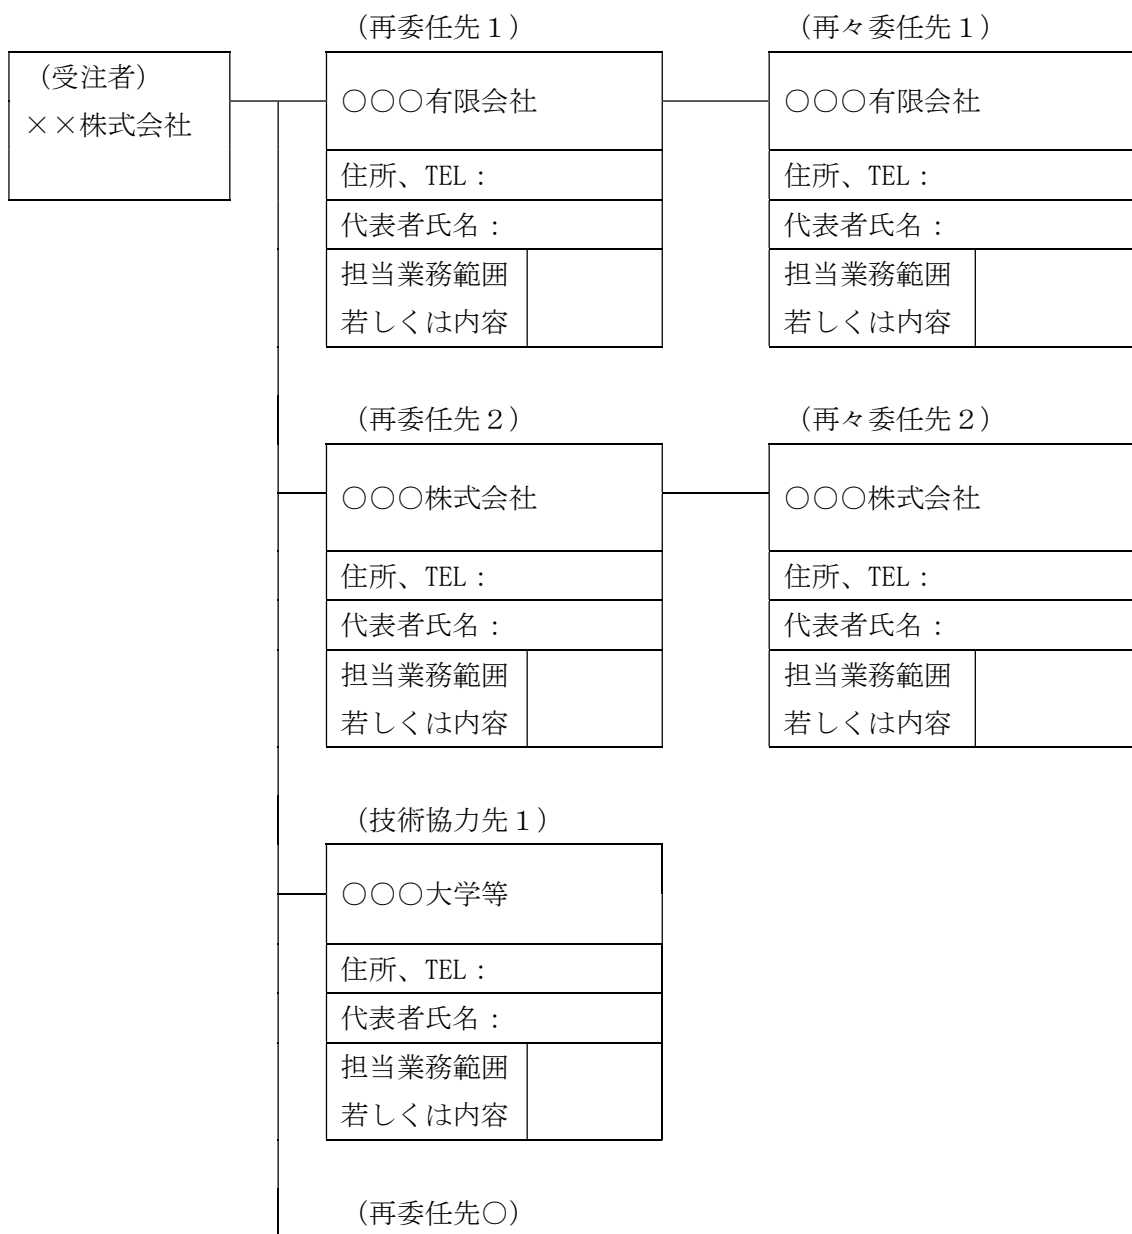 （受注者）
××株式会社
（再委任先１）
○○○有限会社
住所、TEL：
代表者氏名：
担当業務範囲
若しくは内容
（再々委任先１）
○○○有限会社
住所、TEL：
代表者氏名：
担当業務範囲
若しくは内容
（再委任先２）
○○○株式会社
住所、TEL：
代表者氏名：
担当業務範囲
若しくは内容
（再々委任先２）
○○○株式会社
住所、TEL：
代表者氏名：
担当業務範囲
若しくは内容
（技術協力先１）
○○○大学等
住所、TEL：
代表者氏名：
担当業務範囲
若しくは内容
（再委任先○）